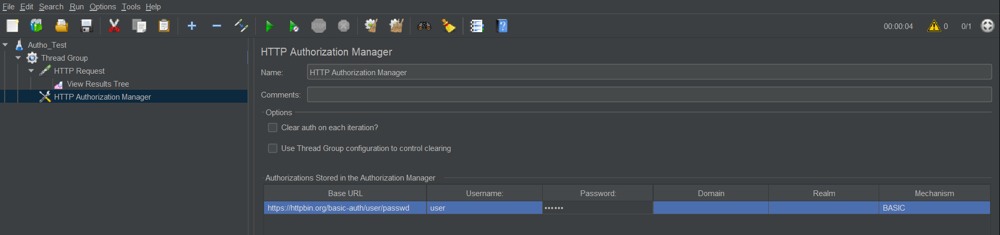 File Edit Search Run Options Tools Help
STOP
00:00:04 0 0/1
Autho_Test
Thread Group
HTTP Request
View Results Tree
HTTP Authorization Manager
HTTP Authorization Manager
Name: HTTP Authorization Manager
Comments:
Options
Clear auth on each iteration?
Use Thread Group configuration to control clearing
Authorizations Stored in the Authorization Manager
Base URL Username: Password: Domain Realm Mechanism
https://httpbin.org/basic-auth/user/passwd user •••••• BASIC